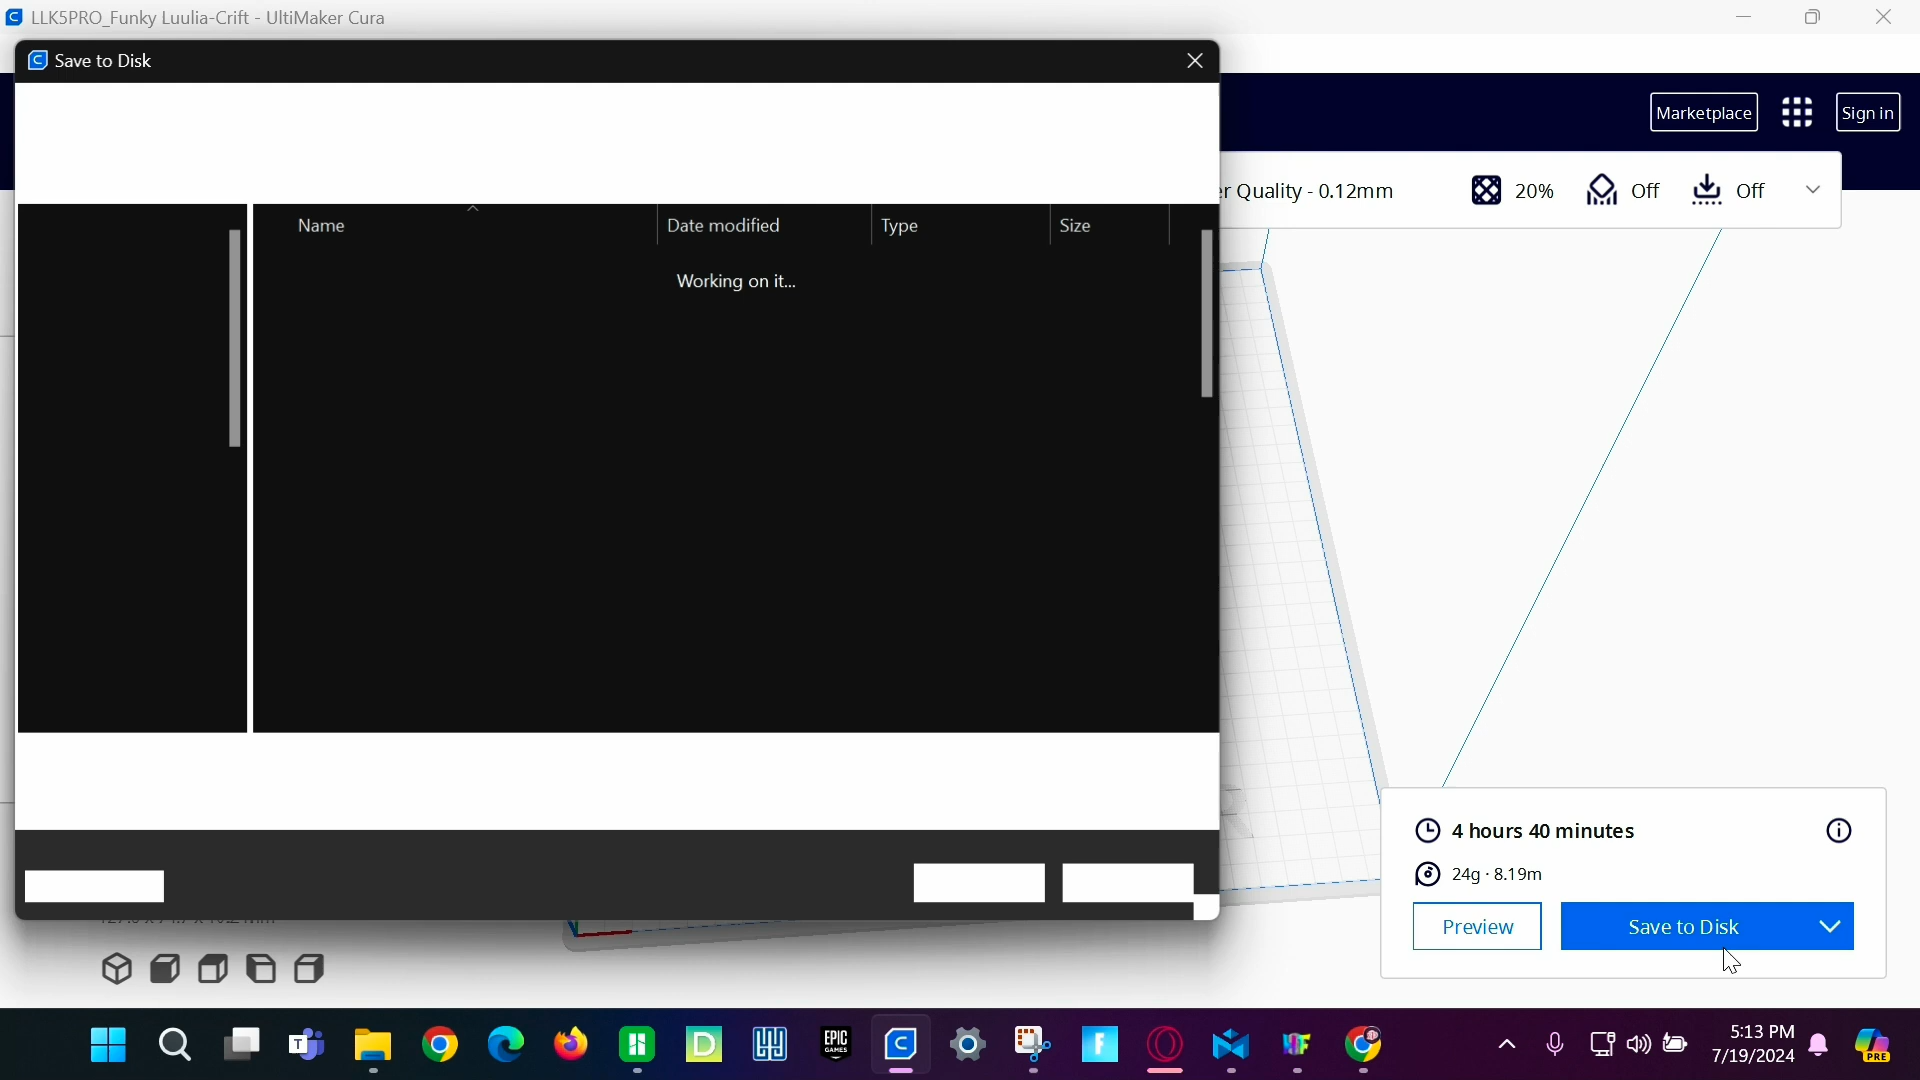 LLK5PRO_Funky Luulia-Crift - UltiMaker Cura
Save to Disk
Marketplace
Sign in
er Quality - 0.12mm
20%
Off
Off
Name
Date modified
Type
Size
Working on it...
4 hours 40 minutes
24g · 8.19m
Preview
Save to Disk
EPIC GAMES
5:13 PM
7/19/2024
PRE